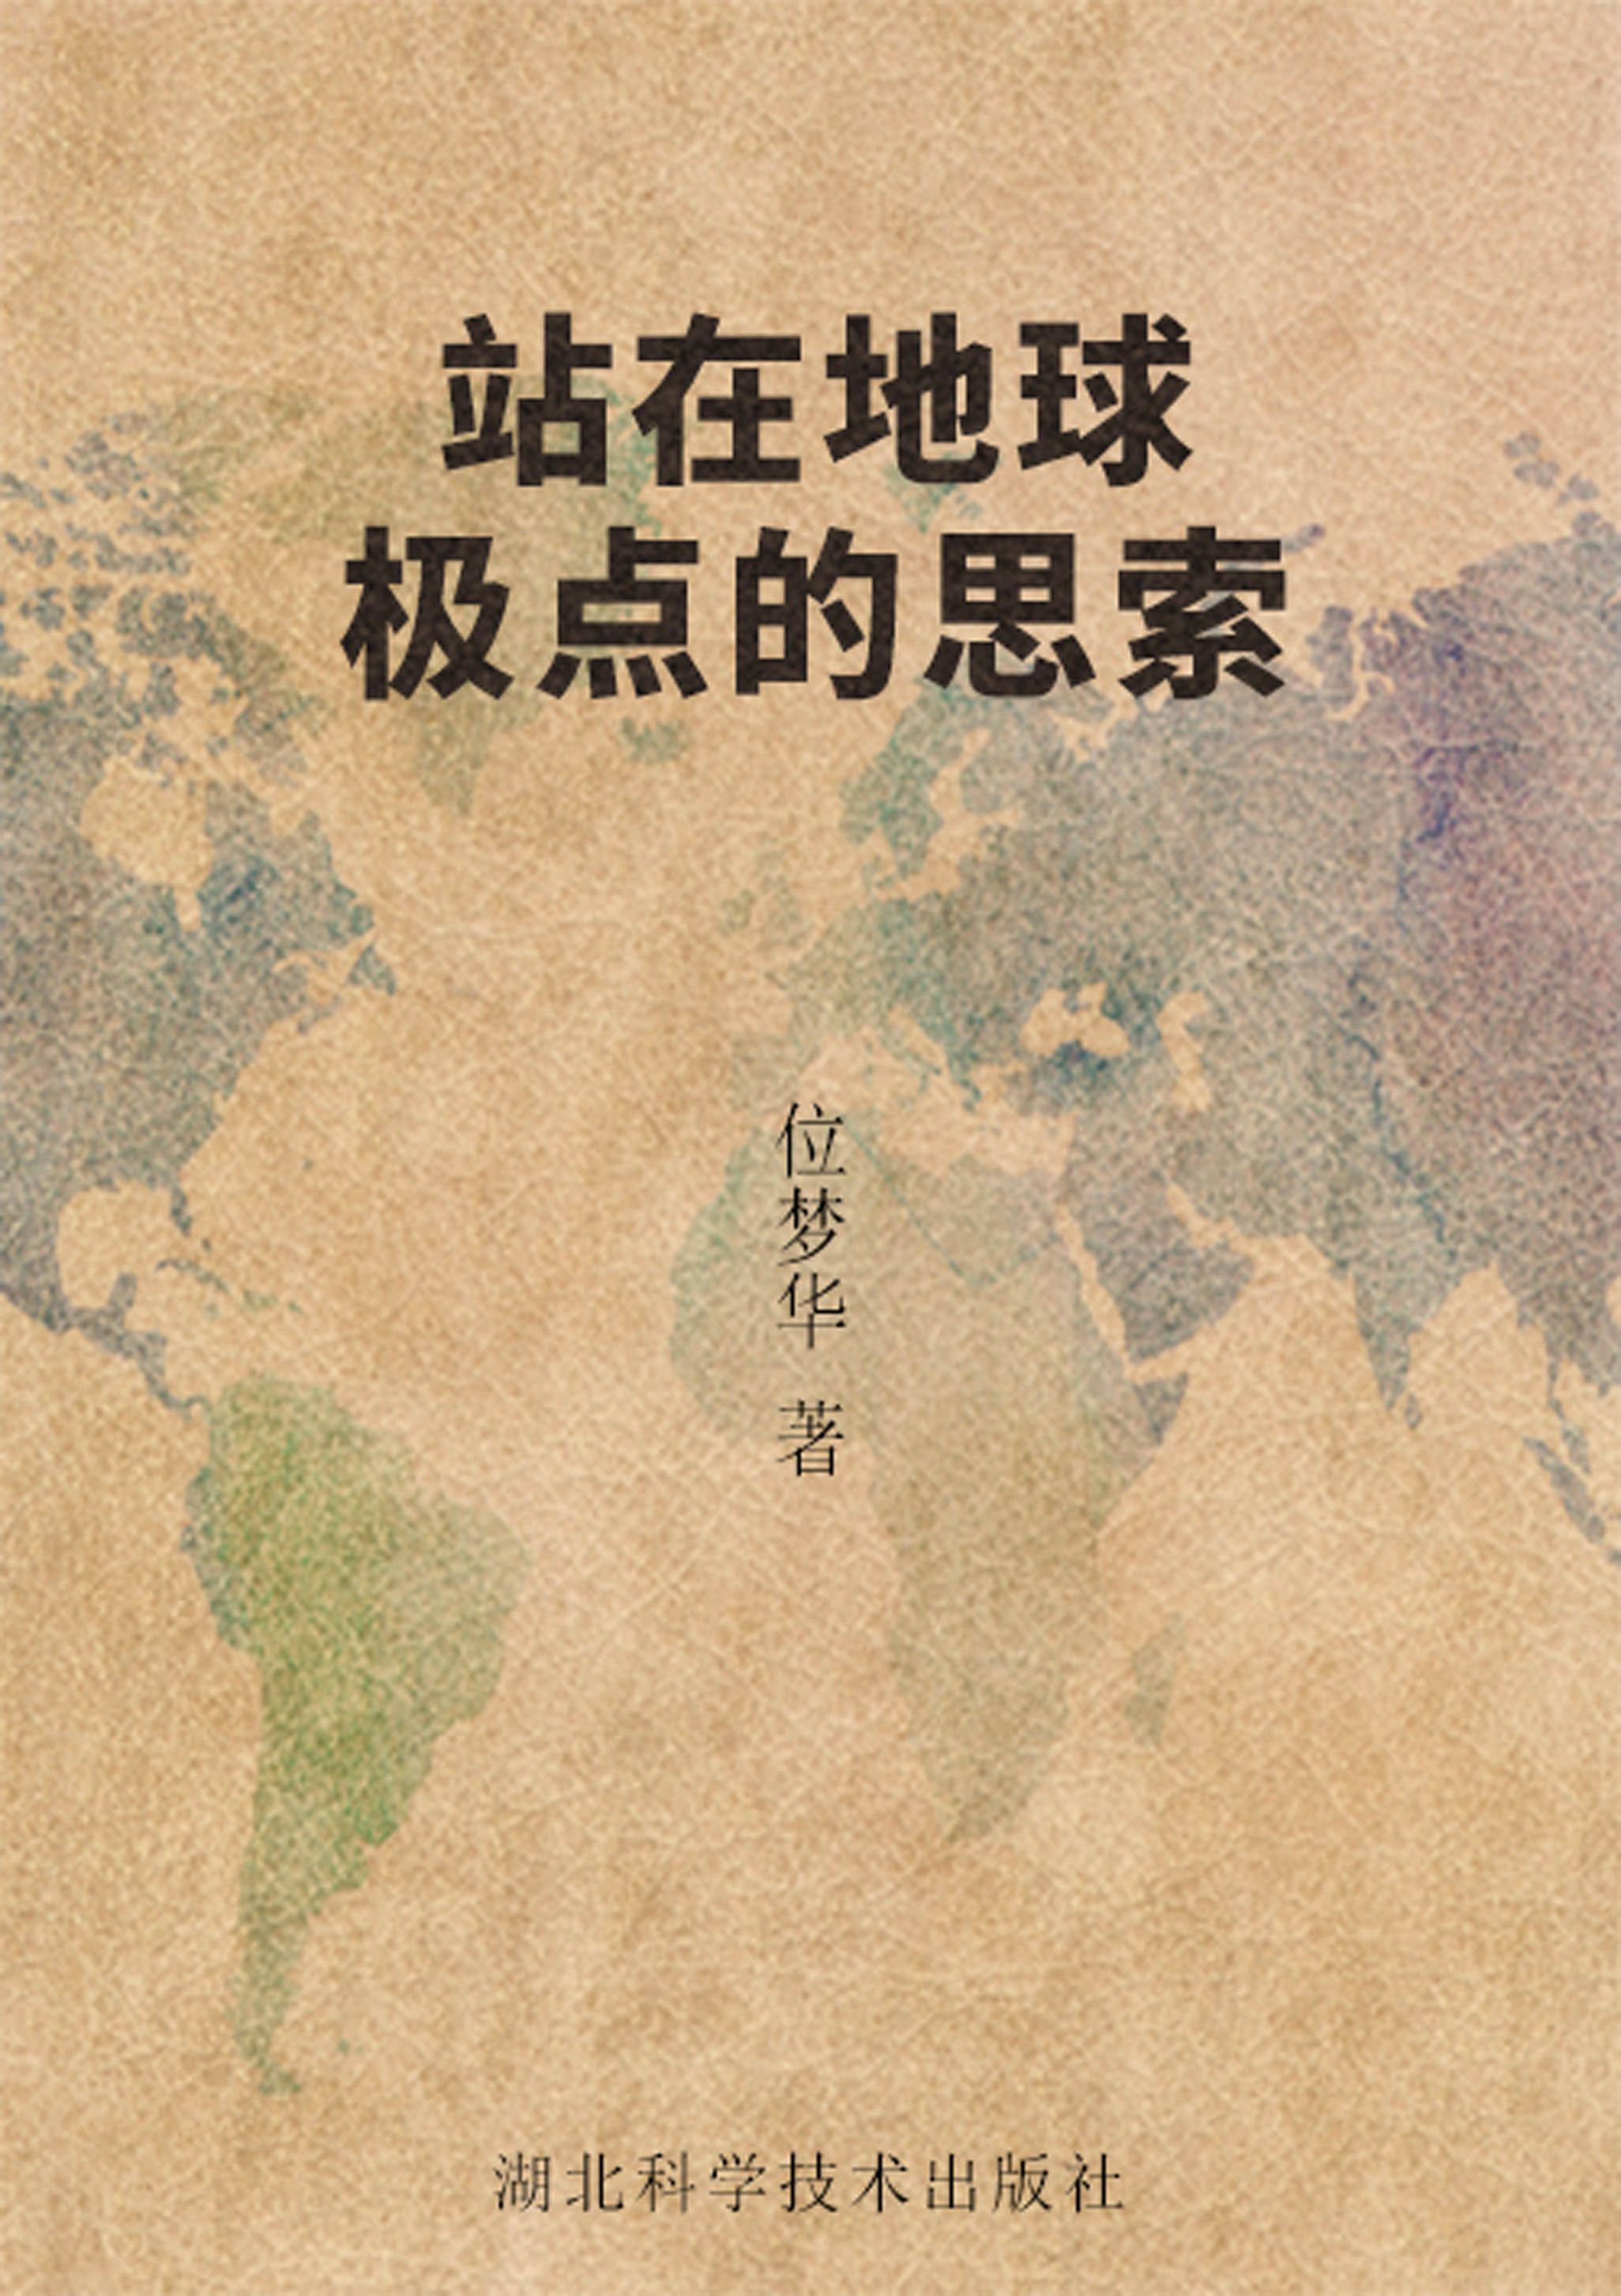 站在地球
极点的思索
位梦华 著
湖北科学技术出版社